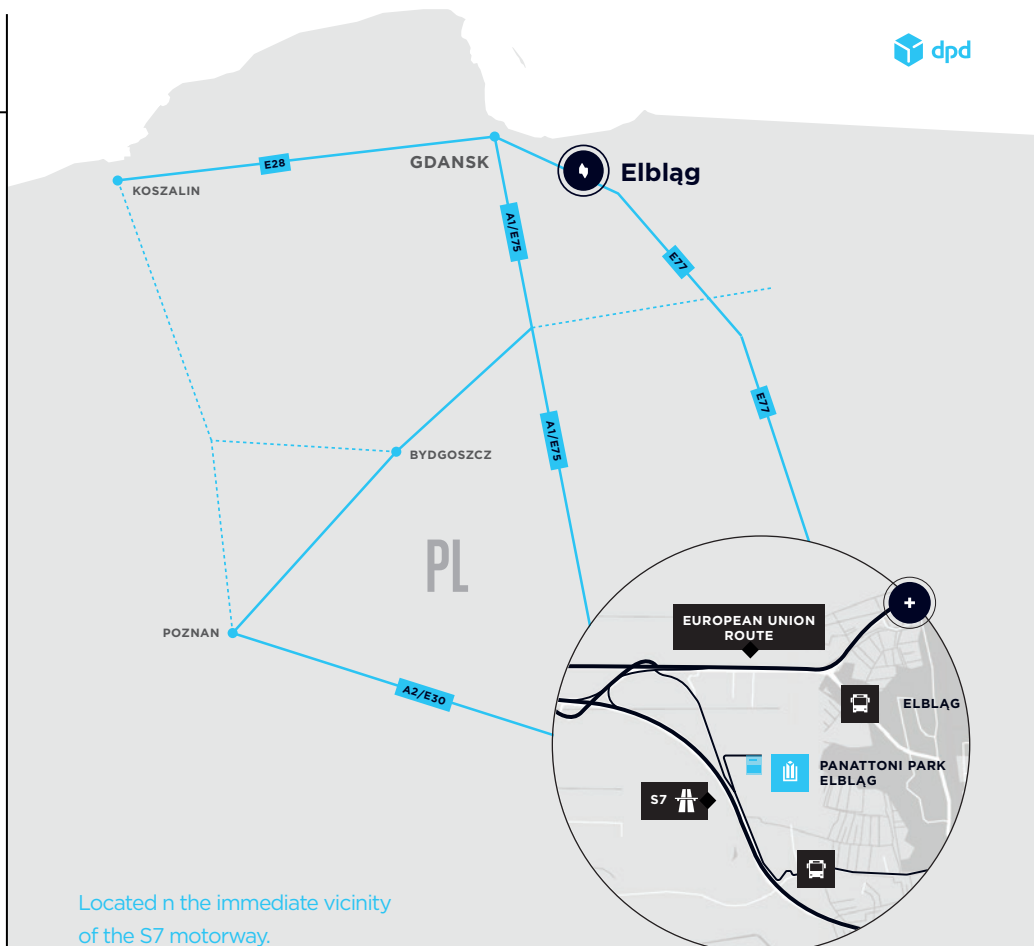 dpd
E28
GDANSK
Elbląg
KOSZALIN
A1/E75
E77
E77
A1/E75
BYDGOSZCZ
PL
POZNAN
A2/E30
EUROPEAN UNION
ROUTE
ELBLĄG
PANATTONI PARK
ELBLĄG
S7
Located n the immediate vicinity
of the S7 motorway.